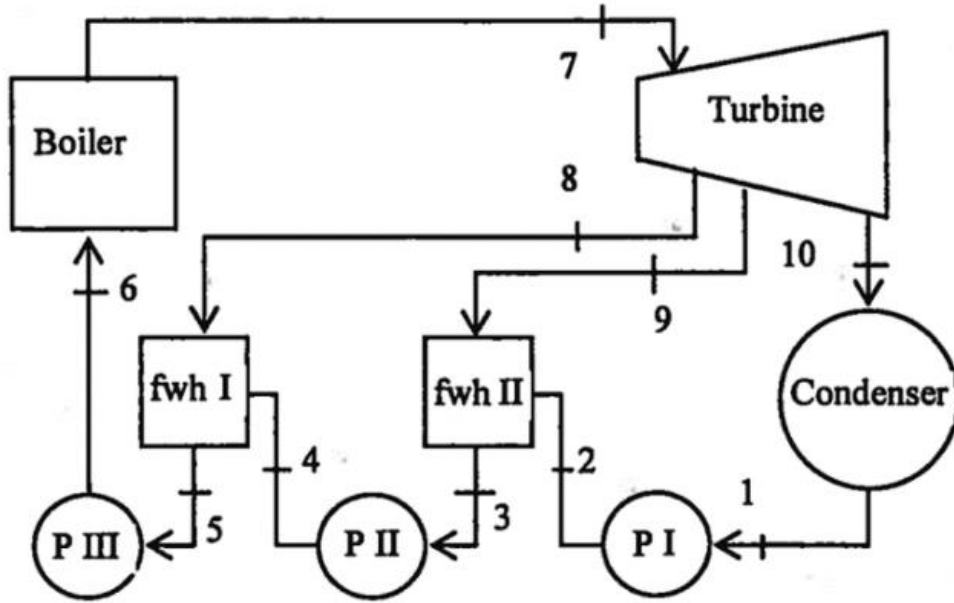 7
Turbine
Boiler
8
10
6
9
fwh I
fwh II
Condenser
4
2
1
5
3
P III
P II
P I